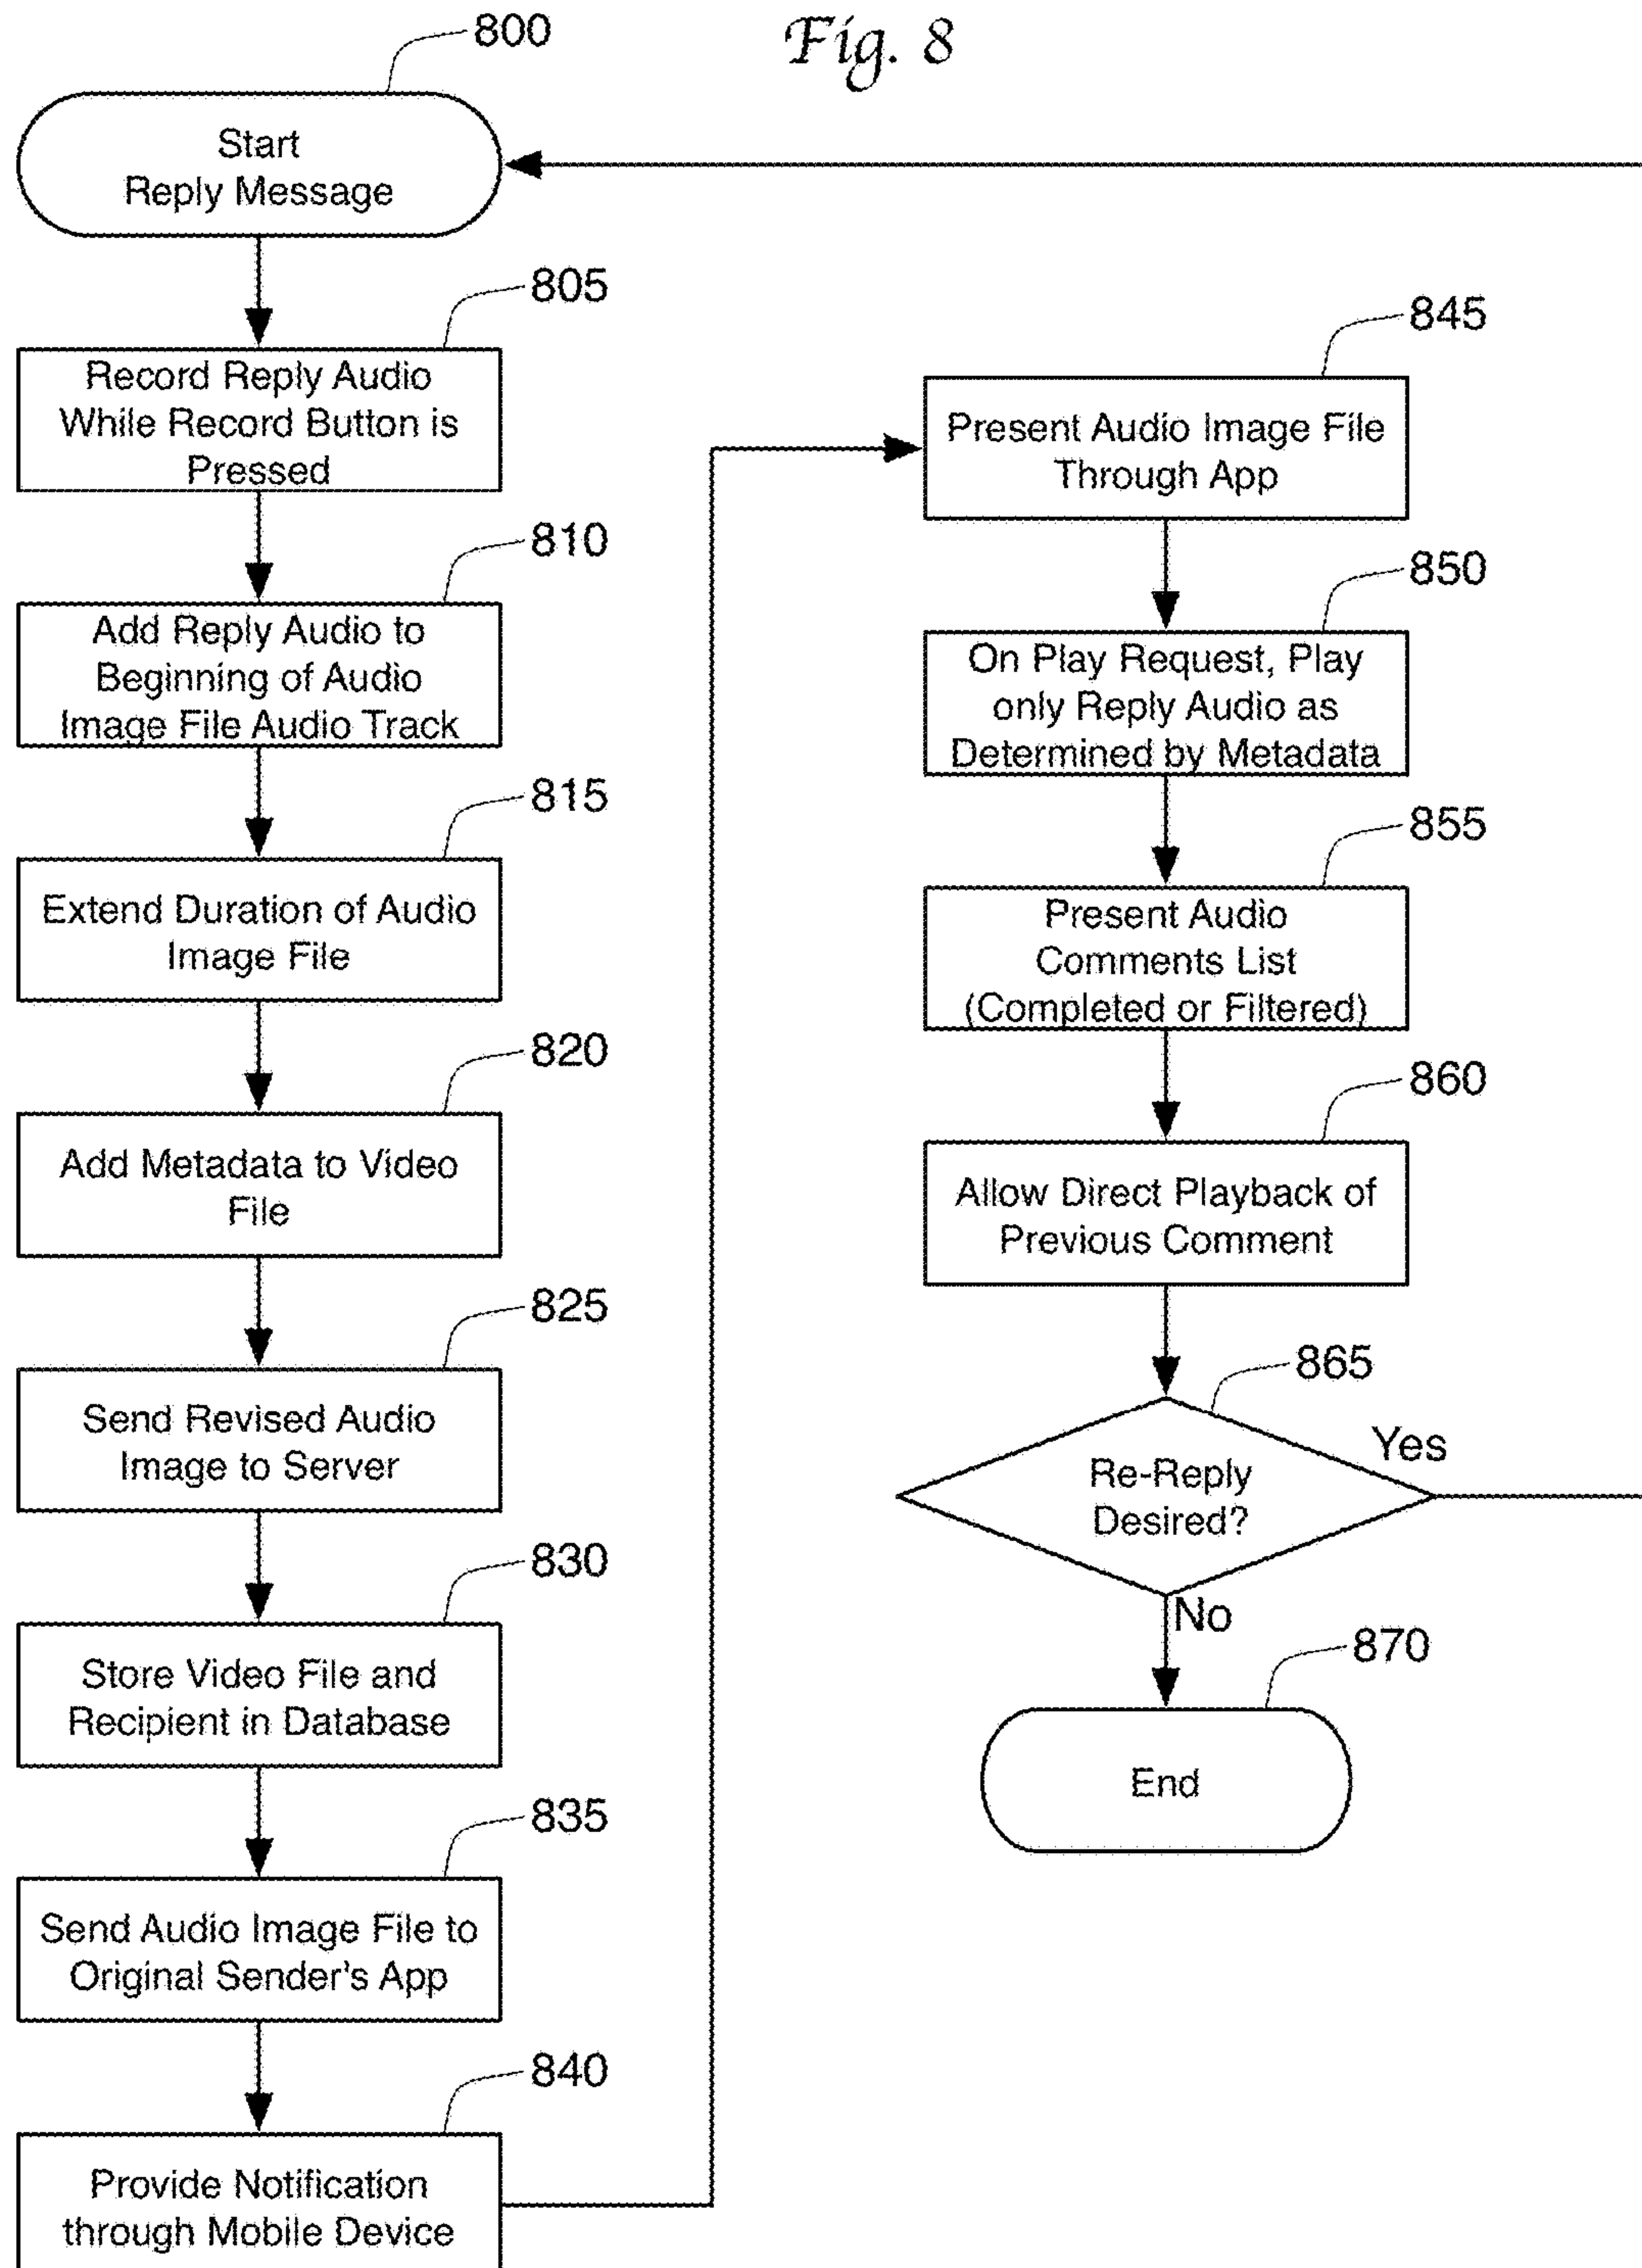 Fig. 8
800
Start
Reply Message
805
Record Reply Audio
While Record Button is
Pressed
810
Add Reply Audio to
Beginning of Audio
Image File Audio Track
815
Extend Duration of Audio
Image File
820
Add Metadata to Video
File
825
Send Revised Audio
Image to Server
830
Store Video File and
Recipient in Database
835
Send Audio Image File to
Original Sender's App
840
Provide Notification
through Mobile Device
845
Present Audio Image File
Through App
850
On Play Request, Play
only Reply Audio as
Determined by Metadata
855
Present Audio
Comments List
(Completed or Filtered)
860
Allow Direct Playback of
Previous Comment
865
Re-Reply
Desired?
Yes
No
870
End